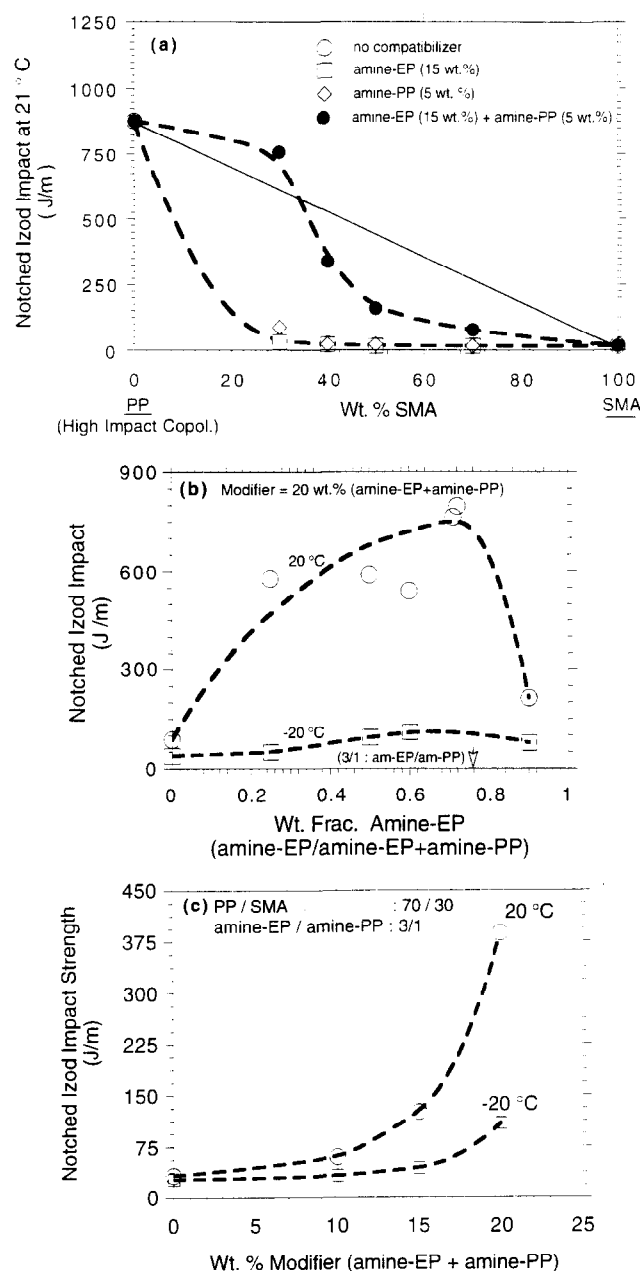 (a)
no compatibilizer
amine-EP (15 wt.%)
amine-PP (5 wt. %)
amine-EP (15 wt.%) + amine-PP (5 wt.%)
Notched Izod Impact at 21 °C
( J/m)
1250
1000
750
500
250
0
0 20 40 60 80 100
PP
Wt. % SMA
SMA
(High Impact Copol.)
(b) Modifier = 20 wt.% (amine-EP+amine-PP)
Notched Izod Impact
(J /m)
900
600
300
0
20 °C
-20 °C
(3/1 : am-EP/am-PP)
0 0.2 0.4 0.6 0.8 1
Wt. Frac. Amine-EP
(amine-EP/amine-EP+amine-PP)
(c) PP / SMA : 70 / 30
amine-EP / amine-PP : 3/1
Notched Izod Impact Strength
(J/m)
450
375
300
150
75
0
20 °C
-20 °C
0 5 10 15 20 25
Wt. % Modifier (amine-EP + amine-PP)